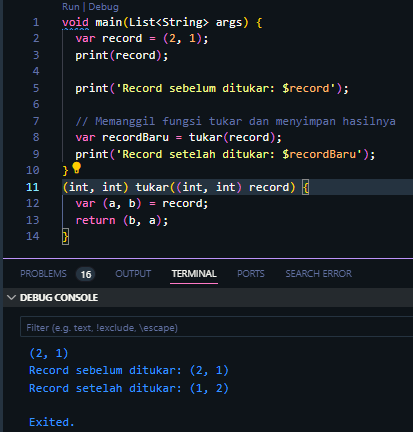 Run | Debug
1 void main(List<String> args) {
2 var record = (2, 1);
3 print(record);
4
5 print('Record sebelum ditukar: $record');
6
7 // Memanggil fungsi tukar dan menyimpan hasilnya
8 var recordBaru = tukar(record);
9 print('Record setelah ditukar: $recordBaru');
10 }
11 (int, int) tukar((int, int) record) {
12 var (a, b) = record;
13 return (b, a);
14 }
PROBLEMS 16 OUTPUT TERMINAL PORTS SEARCH ERROR
DEBUG CONSOLE
Filter (e.g. text, !exclude, \escape)
(2, 1)
Record sebelum ditukar: (2, 1)
Record setelah ditukar: (1, 2)
Exited.